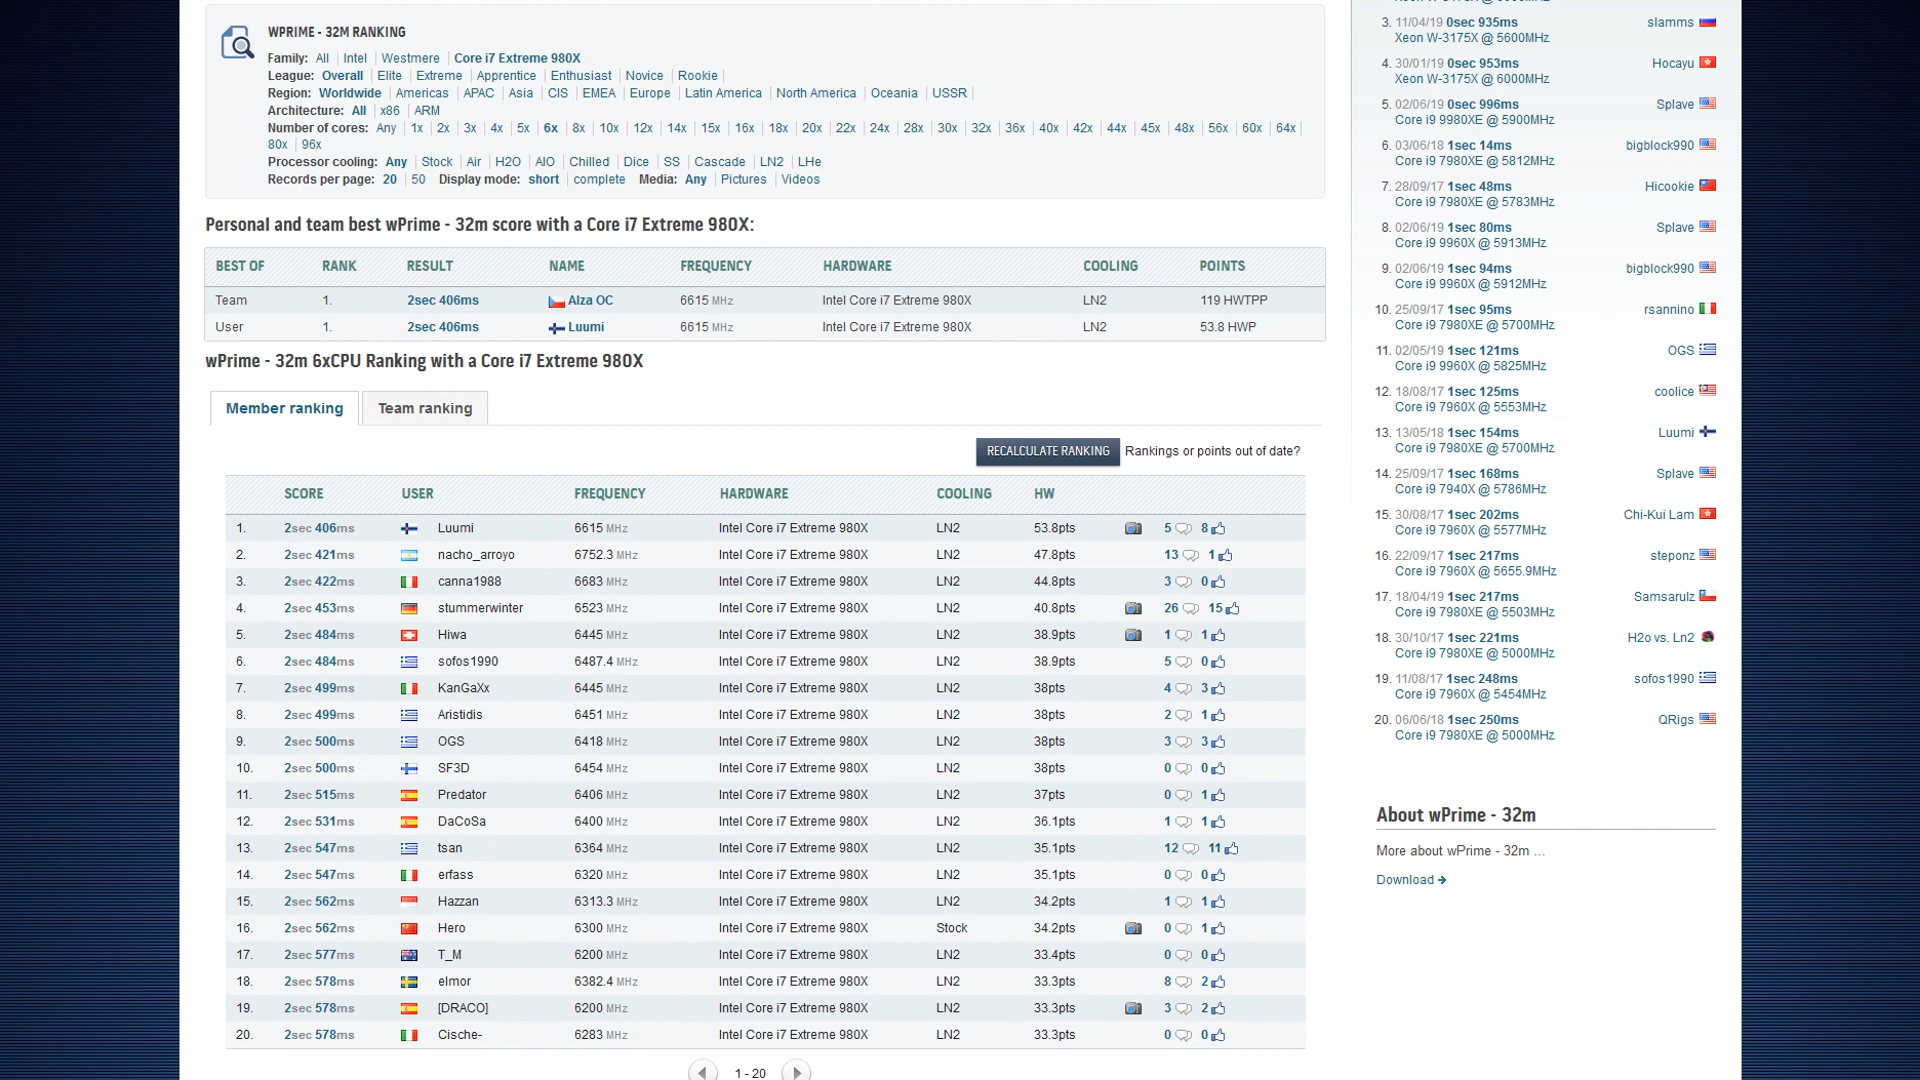 WPRIME - 32M RANKING
Family: All Intel Westmere Core i7 Extreme 980X
League: Overall Elite Extreme Apprentice Enthusiast Novice Rookie
Region: Worldwide Americas APAC Asia CIS EMEA Europe Latin America North America Oceania USSR
Architecture: All x86 ARM
Number of cores: Any 1x 2x 3x 4x 5x 6x 8x 10x 12x 14x 15x 16x 18x 20x 22x 24x 28x 30x 32x 36x 40x 42x 44x 45x 48x 56x 60x 64x
80x 96x
Processor cooling: Any Stock Air H2O AIO Chilled Dice SS Cascade LN2 LHe
Records per page: 20 50 Display mode: short complete Media: Any Pictures Videos
Personal and team best wPrime - 32m score with a Core i7 Extreme 980X:
BEST OF RANK RESULT NAME FREQUENCY HARDWARE COOLING POINTS
Team 1. 2sec 406ms Alza OC 6615 MHz Intel Core i7 Extreme 980X LN2 119 HWTPP
User 1. 2sec 406ms Luumi 6615 MHz Intel Core i7 Extreme 980X LN2 53.8 HWP
wPrime - 32m 6xCPU Ranking with a Core i7 Extreme 980X
Member ranking Team ranking
RECALCULATE RANKING Rankings or points out of date?
SCORE USER FREQUENCY HARDWARE COOLING HW
1. 2sec 406ms Luumi 6615 MHz Intel Core i7 Extreme 980X LN2 53.8pts 5 8
2. 2sec 421ms nacho_arroyo 6752.3 MHz Intel Core i7 Extreme 980X LN2 47.8pts 13 1
3. 2sec 422ms canna1988 6683 MHz Intel Core i7 Extreme 980X LN2 44.8pts 3 0
4. 2sec 453ms stummerwinter 6523 MHz Intel Core i7 Extreme 980X LN2 40.8pts 26 15
5. 2sec 484ms Hiwa 6445 MHz Intel Core i7 Extreme 980X LN2 38.9pts 1 1
6. 2sec 484ms sofos1990 6487.4 MHz Intel Core i7 Extreme 980X LN2 38.9pts 5 0
7. 2sec 499ms KanGaXx 6445 MHz Intel Core i7 Extreme 980X LN2 38pts 4 3
8. 2sec 499ms Aristidis 6451 MHz Intel Core i7 Extreme 980X LN2 38pts 2 1
9. 2sec 500ms OGS 6418 MHz Intel Core i7 Extreme 980X LN2 38pts 3 3
10. 2sec 500ms SF3D 6454 MHz Intel Core i7 Extreme 980X LN2 38pts 0 0
11. 2sec 515ms Predator 6406 MHz Intel Core i7 Extreme 980X LN2 37pts 0 1
12. 2sec 531ms DaCoSa 6400 MHz Intel Core i7 Extreme 980X LN2 36.1pts 1 1
13. 2sec 547ms tsan 6364 MHz Intel Core i7 Extreme 980X LN2 35.1pts 12 11
14. 2sec 547ms erfass 6320 MHz Intel Core i7 Extreme 980X LN2 35.1pts 0 0
15. 2sec 562ms Hazzan 6313.3 MHz Intel Core i7 Extreme 980X LN2 34.2pts 1 1
16. 2sec 562ms Hero 6300 MHz Intel Core i7 Extreme 980X Stock 34.2pts 0 1
17. 2sec 577ms T_M 6200 MHz Intel Core i7 Extreme 980X LN2 33.4pts 0 0
18. 2sec 578ms elmor 6382.4 MHz Intel Core i7 Extreme 980X LN2 33.3pts 8 2
19. 2sec 578ms [DRACO] 6200 MHz Intel Core i7 Extreme 980X LN2 33.3pts 3 2
20. 2sec 578ms Cische- 6283 MHz Intel Core i7 Extreme 980X LN2 33.3pts 0 0
1 - 20
3. 11/04/19 0sec 935ms slamms
Xeon W-3175X @ 5600MHz
4. 30/01/19 0sec 953ms Hocayu
Xeon W-3175X @ 6000MHz
5. 02/06/19 0sec 996ms Splave
Core i9 9980XE @ 5900MHz
6. 03/06/18 1sec 14ms bigblock990
Core i9 7980XE @ 5812MHz
7. 28/09/17 1sec 48ms Hicookie
Core i9 7980XE @ 5783MHz
8. 02/06/19 1sec 80ms Splave
Core i9 9960X @ 5913MHz
9. 02/06/19 1sec 94ms bigblock990
Core i9 9960X @ 5912MHz
10. 25/09/17 1sec 95ms rsannino
Core i9 7980XE @ 5700MHz
11. 02/05/19 1sec 121ms OGS
Core i9 9960X @ 5825MHz
12. 18/08/17 1sec 125ms coolice
Core i9 7960X @ 5553MHz
13. 13/05/18 1sec 154ms Luumi
Core i9 7980XE @ 5700MHz
14. 25/09/17 1sec 168ms Splave
Core i9 7940X @ 5786MHz
15. 30/08/17 1sec 202ms Chi-Kui Lam
Core i9 7960X @ 5577MHz
16. 22/09/17 1sec 217ms steponz
Core i9 7960X @ 5655.9MHz
17. 18/04/19 1sec 217ms Samsarulz
Core i9 7980XE @ 5503MHz
18. 30/10/17 1sec 221ms H2o vs. Ln2
Core i9 7980XE @ 5000MHz
19. 11/08/17 1sec 248ms sofos1990
Core i9 7960X @ 5454MHz
20. 06/06/18 1sec 250ms QRigs
Core i9 7980XE @ 5000MHz
About wPrime - 32m
More about wPrime - 32m ...
Download